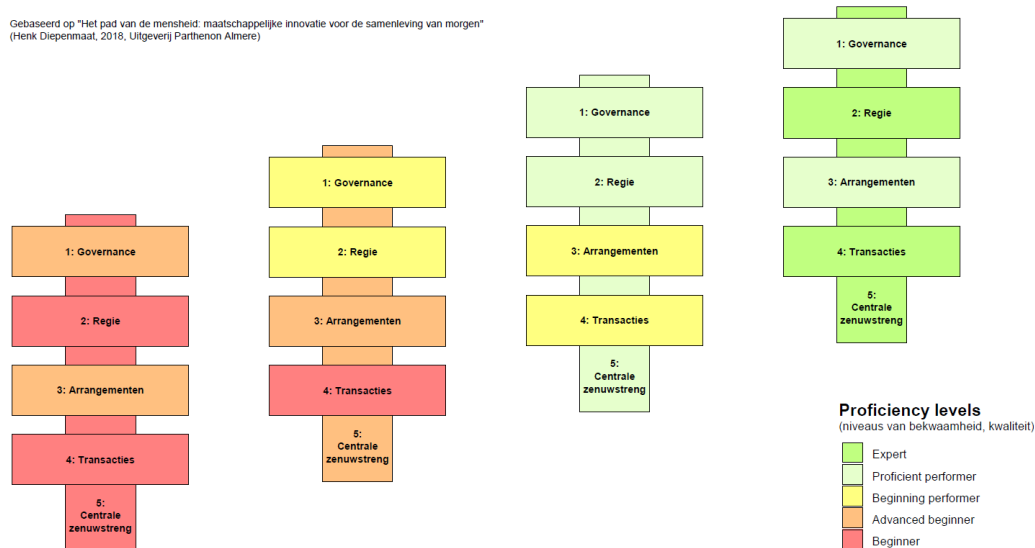 Gebaseerd op "Het pad van de mensheid: maatschappelijke innovatie voor de samenleving van morgen"
(Henk Diepenmaat, 2018, Uitgeverij Parthenon Almere)
1: Governance
2: Regie
3: Arrangementen
4: Transacties
5:
Centrale
zenuwstreng
1: Governance
2: Regie
3: Arrangementen
4: Transacties
5:
Centrale
zenuwstreng
1: Governance
2: Regie
3: Arrangementen
4: Transacties
5:
Centrale
zenuwstreng
1: Governance
2: Regie
3: Arrangementen
4: Transacties
5:
Centrale
zenuwstreng
Proficiency levels
(niveaus van bekwaamheid, kwaliteit)
Expert
Proficient performer
Beginning performer
Advanced beginner
Beginner